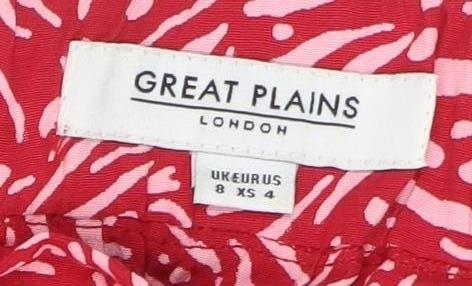 GREAT PLAINS
LONDON
UK EUR US
8 XS 4